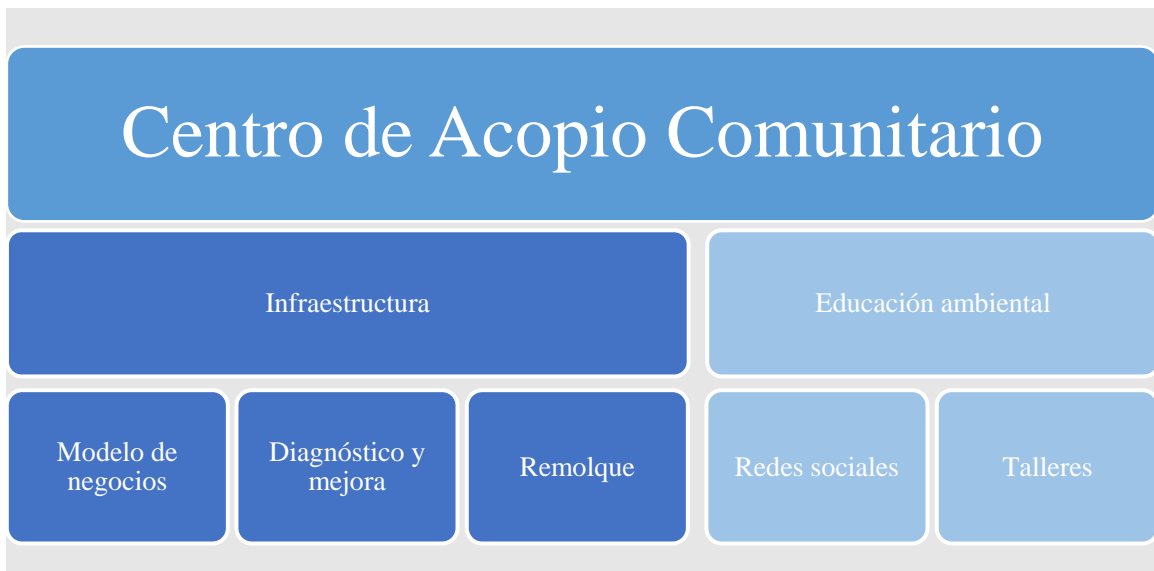 Centro de Acopio Comunitario
Infraestructura
Educación ambiental
Modelo de
negocios
Diagnóstico y
mejora
Remolque
Redes sociales
Talleres